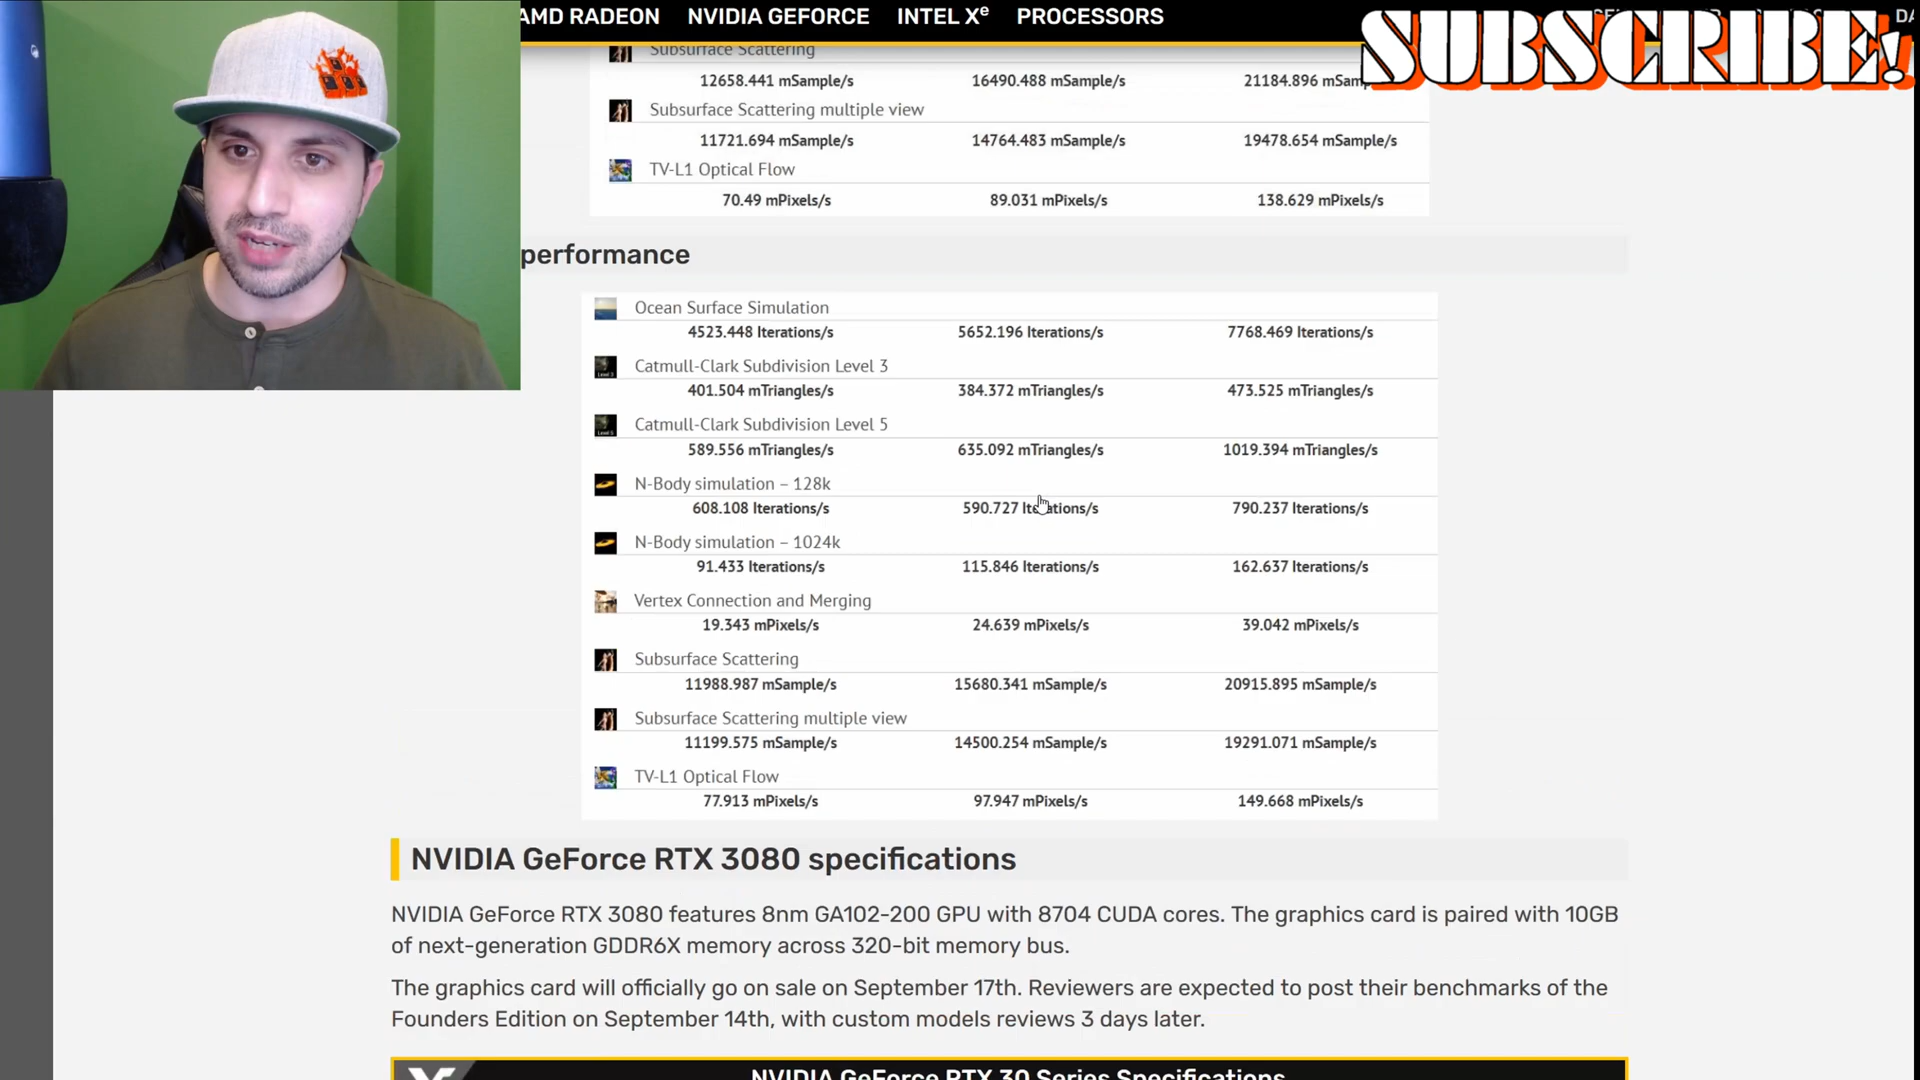 AMD RADEON NVIDIA GEFORCE INTEL Xe PROCESSORS
SUBSCRIBE!
Subsurface Scattering
12658.441 mSample/s 16490.488 mSample/s 21184.896 mSam
Subsurface Scattering multiple view
11721.694 mSample/s 14764.483 mSample/s 19478.654 mSample/s
TV-L1 Optical Flow
70.49 mPixels/s 89.031 mPixels/s 138.629 mPixels/s
performance
Ocean Surface Simulation
4523.448 Iterations/s 5652.196 Iterations/s 7768.469 Iterations/s
Catmull-Clark Subdivision Level 3
401.504 mTriangles/s 384.372 mTriangles/s 473.525 mTriangles/s
Catmull-Clark Subdivision Level 5
589.556 mTriangles/s 635.092 mTriangles/s 1019.394 mTriangles/s
N-Body simulation – 128k
608.108 Iterations/s 590.727 Iterations/s 790.237 Iterations/s
N-Body simulation – 1024k
91.433 Iterations/s 115.846 Iterations/s 162.637 Iterations/s
Vertex Connection and Merging
19.343 mPixels/s 24.639 mPixels/s 39.042 mPixels/s
Subsurface Scattering
11988.987 mSample/s 15680.341 mSample/s 20915.895 mSample/s
Subsurface Scattering multiple view
11199.575 mSample/s 14500.254 mSample/s 19291.071 mSample/s
TV-L1 Optical Flow
77.913 mPixels/s 97.947 mPixels/s 149.668 mPixels/s
NVIDIA GeForce RTX 3080 specifications
NVIDIA GeForce RTX 3080 features 8nm GA102-200 GPU with 8704 CUDA cores. The graphics card is paired with 10GB
of next-generation GDDR6X memory across 320-bit memory bus.
The graphics card will officially go on sale on September 17th. Reviewers are expected to post their benchmarks of the
Founders Edition on September 14th, with custom models reviews 3 days later.
NVIDIA GeForce RTX 30 Series Specifications